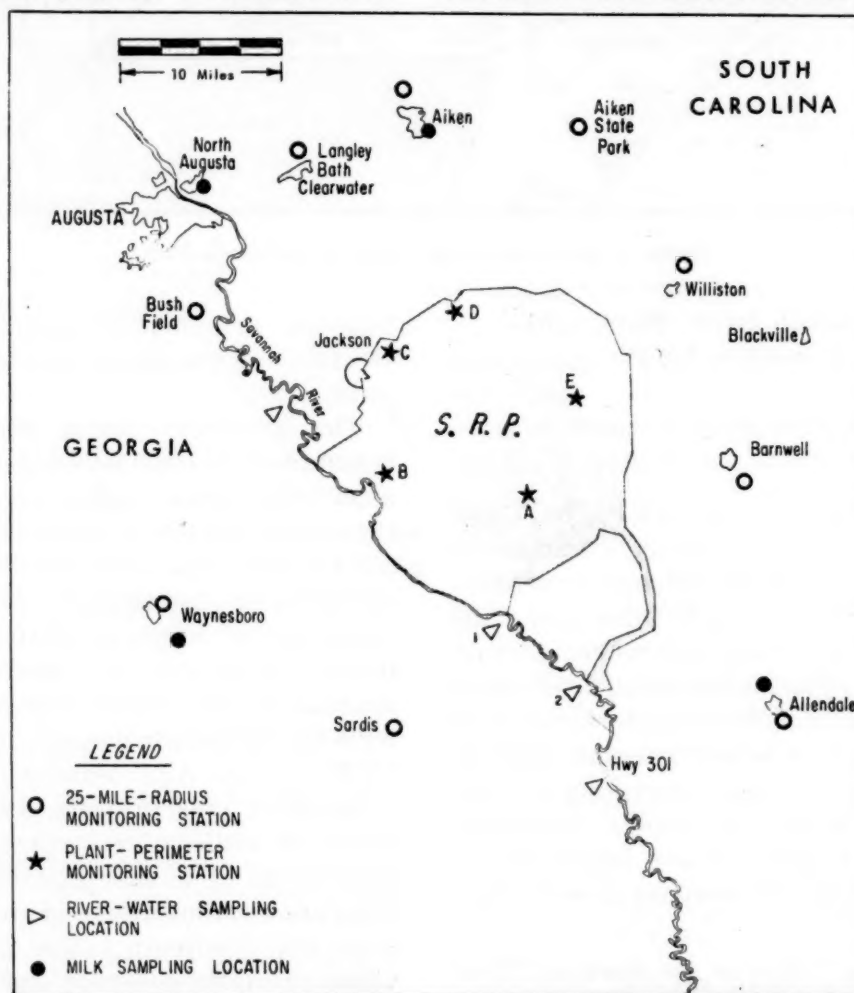 10 Miles
SOUTH
CAROLINA
Aiken
Aiken
State
Park
North
Augusta
Langley
Bath
Clearwater
AUGUSTA
Williston
Bush
Field
Savannah
River
Jackson
D
C
Blackville
E
S. R. P.
GEORGIA
B
A
Barnwell
Waynesboro
1
2
Allendale
Sardis
Hwy 301
LEGEND
25-MILE-RADIUS
MONITORING STATION
PLANT-PERIMETER
MONITORING STATION
RIVER-WATER SAMPLING
LOCATION
MILK SAMPLING LOCATION